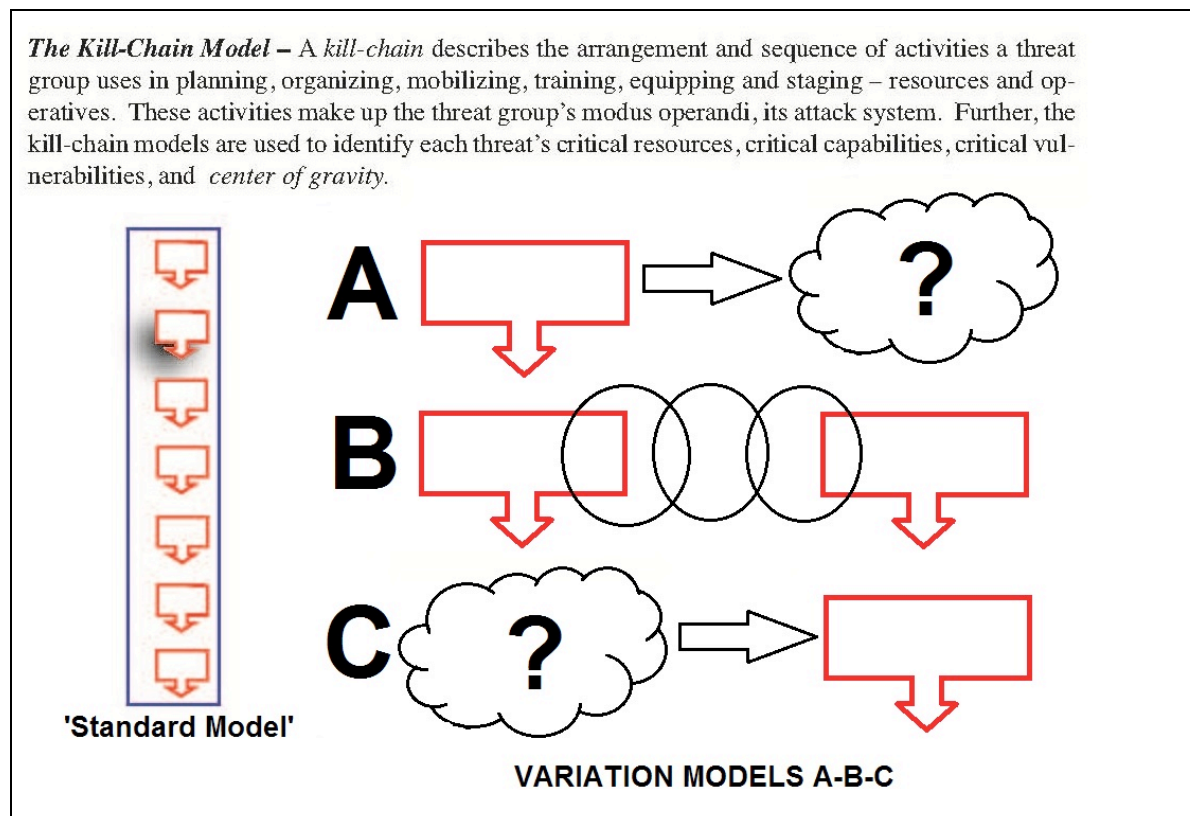 The Kill-Chain Model – A kill-chain describes the arrangement and sequence of activities a threat
group uses in planning, organizing, mobilizing, training, equipping and staging – resources and op-
eratives. These activities make up the threat group's modus operandi, its attack system. Further, the
kill-chain models are used to identify each threat's critical resources, critical capabilities, critical vul-
nerabilities, and center of gravity.
A
?
B
C
?
'Standard Model'
VARIATION MODELS A-B-C